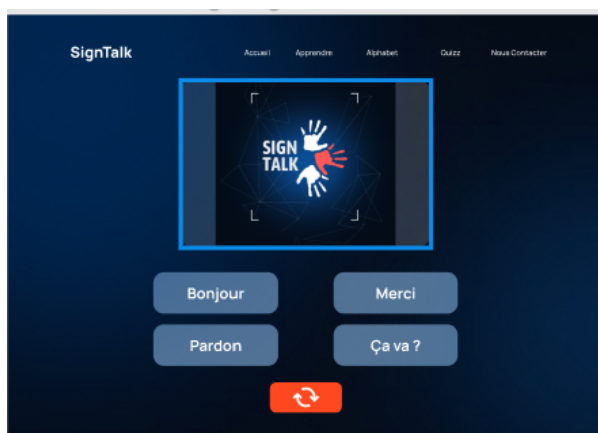 SignTalk
Accueil Apprendre Alphabet Quizz Nous Contacter
SIGN
TALK
Bonjour Merci
Pardon Ça va ?